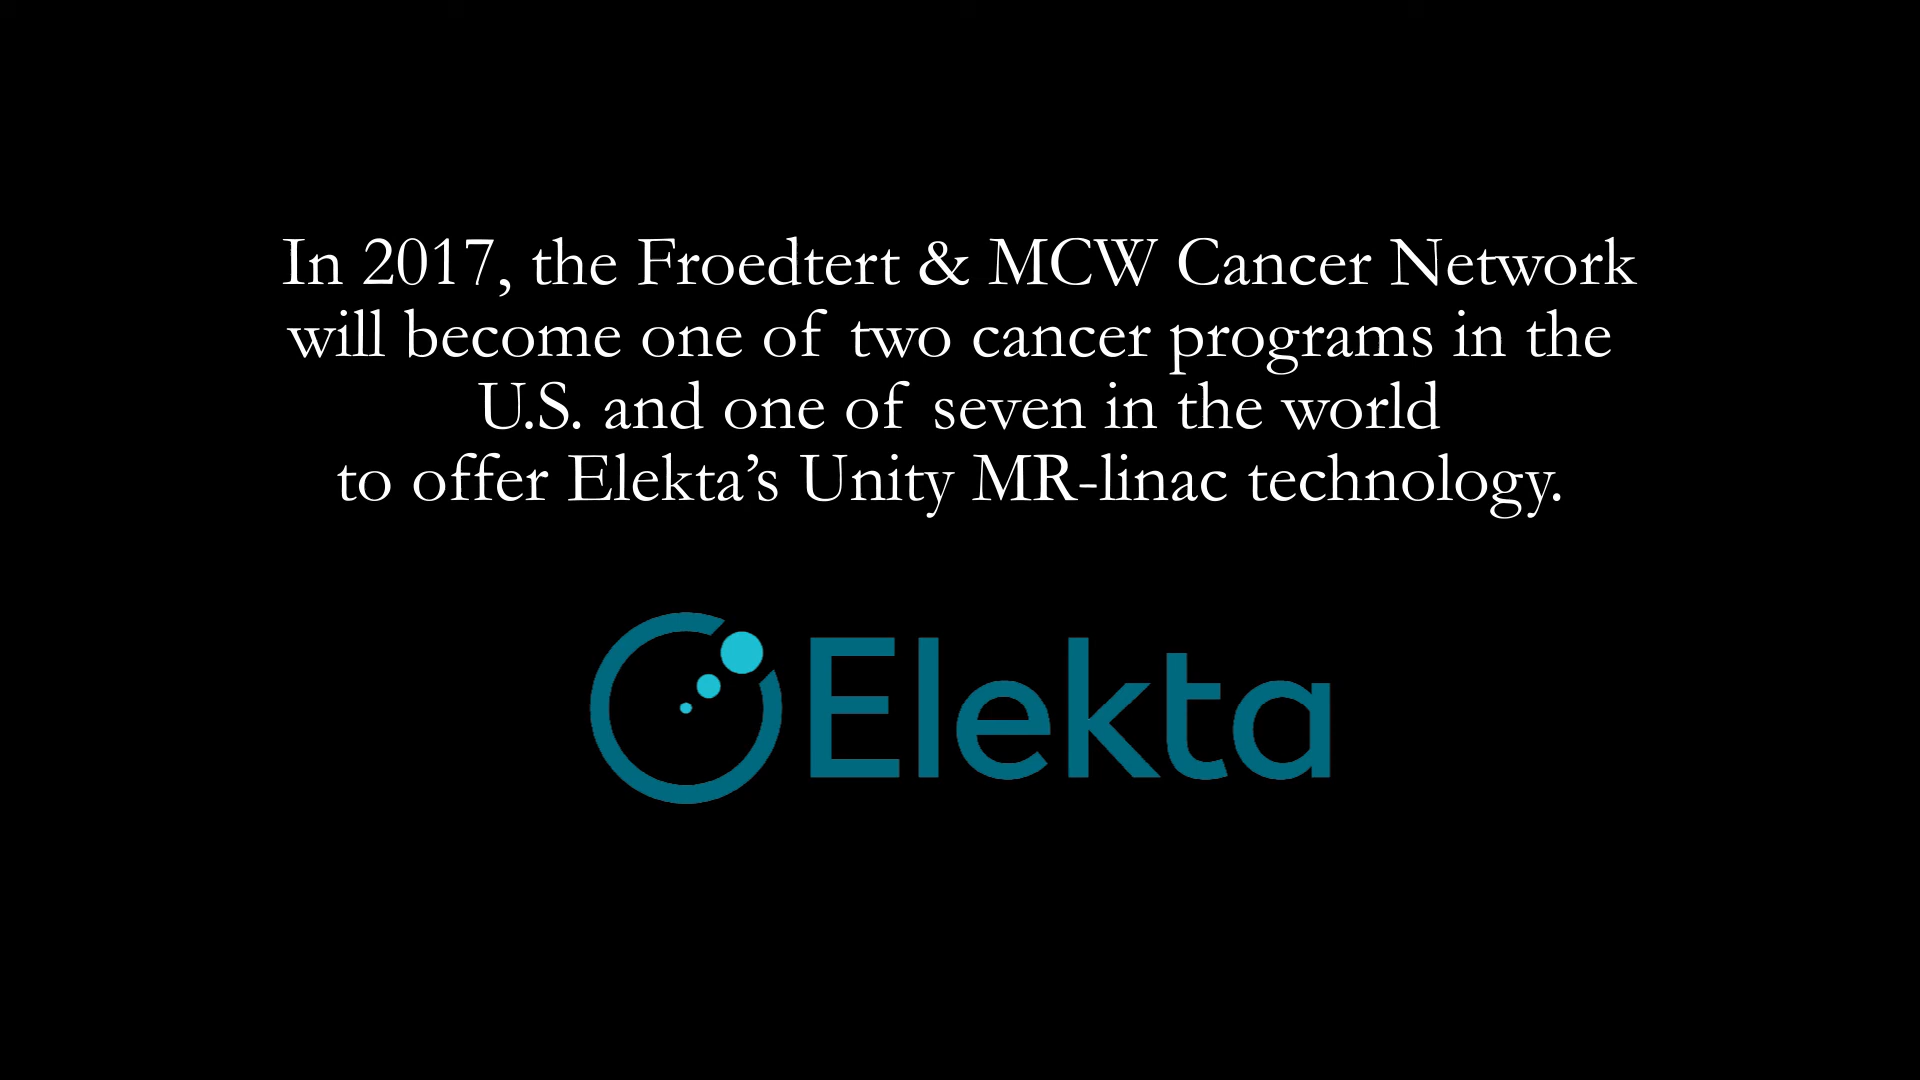 In 2017, the Froedtert & MCW Cancer Network
will become one of two cancer programs in the
U.S. and one of seven in the world
to offer Elekta’s Unity MR-linac technology.
Elekta